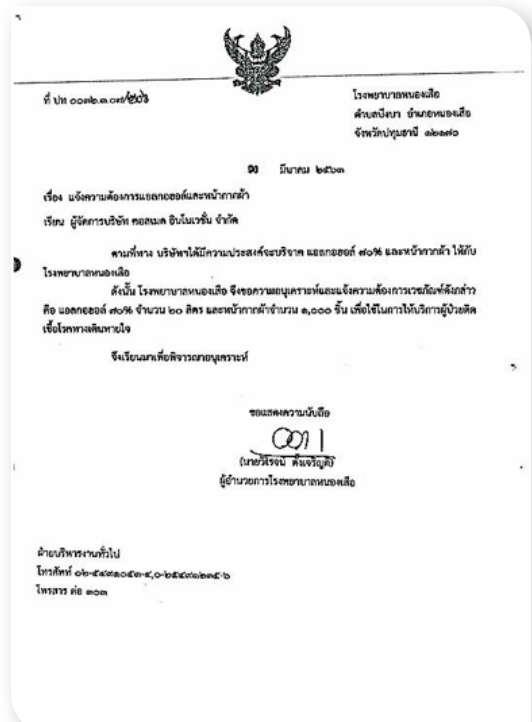 ที่ ปท ๐๐๓๒.๓.๐๗/๒๐๖
โรงพยาบาลหนองเสือ
ตำบลบึงบา อำเภอหนองเสือ
จังหวัดปทุมธานี ๑๒๑๗๐
มีนาคม ๒๕๖๓
เรื่อง แจ้งความต้องการแอลกอฮอล์และหน้ากากผ้า
เรียน ผู้จัดการบริษัท คอสเมด อินโนเวชั่น จำกัด
ตามที่ทาง บริษัทฯได้มีความประสงค์จะบริจาค แอลกอฮอล์ ๗๐% และหน้ากากผ้า ให้กับ
โรงพยาบาลหนองเสือ
ดังนั้น โรงพยาบาลหนองเสือ จึงขอความอนุเคราะห์และแจ้งความต้องการเวชภัณฑ์ดังกล่าว
คือ แอลกอฮอล์ ๗๐% จำนวน ๒๐ ลิตร และหน้ากากผ้าจำนวน ๑,๐๐๐ ชิ้น เพื่อใช้ในการให้บริการผู้ป่วยติด
เชื้อโรคทางเดินหายใจ
จึงเรียนมาเพื่อพิจารณาอนุเคราะห์
ขอแสดงความนับถือ
(นายวิโรจน์ ตั้งเจริญดี)
ผู้อำนวยการโรงพยาบาลหนองเสือ
ฝ่ายบริหารงานทั่วไป
โทรศัพท์ ๐๒-๕๔๙๑๐๕๓-๔,๐-๒๕๔๙๑๒๓๕-๖
โทรสาร ต่อ ๓๐๓